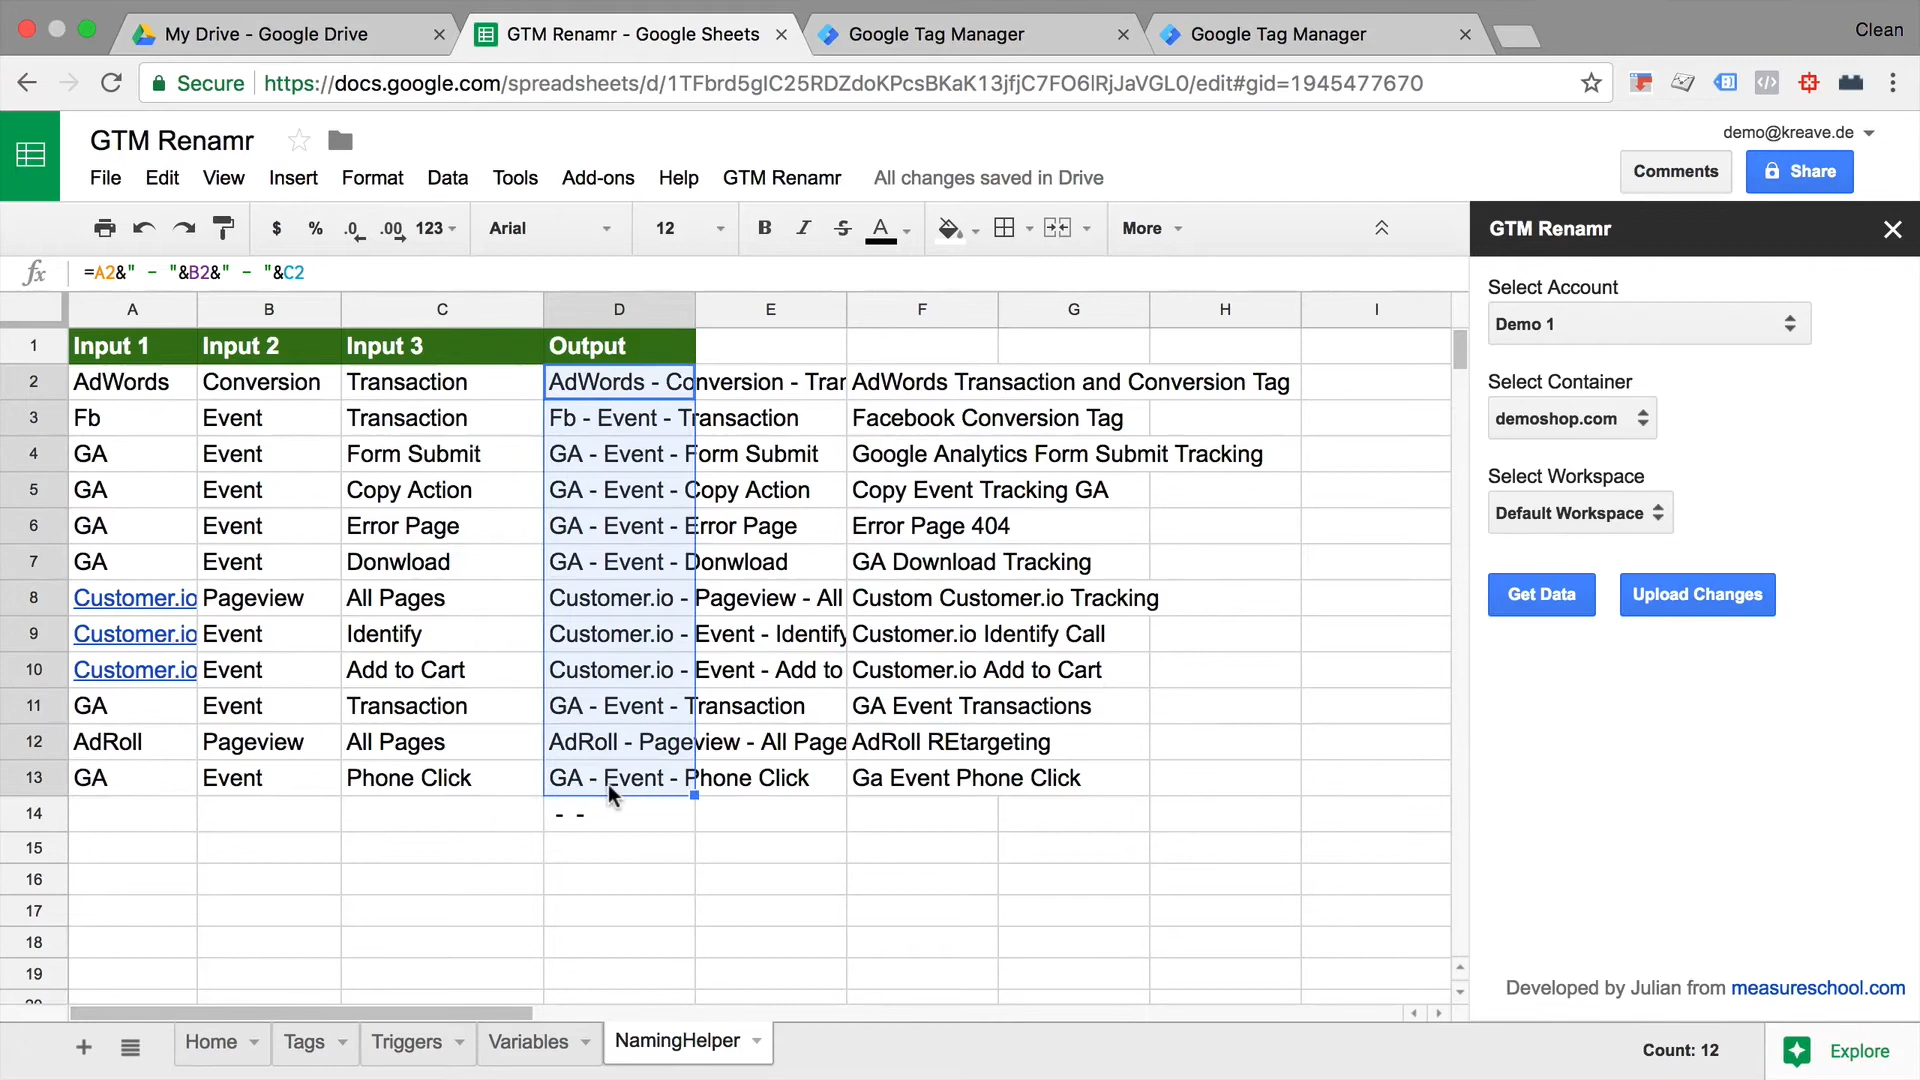 My Drive - Google Drive
GTM Renamr - Google Sheets
Google Tag Manager
Google Tag Manager
Clean
Secure https://docs.google.com/spreadsheets/d/1TFbrd5gIC25RDZdoKPcsBKaK13jfjC7FO6lRjJaVGL0/edit#gid=1945477670
GTM Renamr
demo@kreave.de
File Edit View Insert Format Data Tools Add-ons Help GTM Renamr All changes saved in Drive
Comments Share
$ % .0 .00 123 Arial 12 B I S A More
fx =A2&" - "&B2&" - "&C2
A B C D E F G H I
1 Input 1 Input 2 Input 3 Output
2 AdWords Conversion Transaction AdWords - Conversion - Tran AdWords Transaction and Conversion Tag
3 Fb Event Transaction Fb - Event - Transaction Facebook Conversion Tag
4 GA Event Form Submit GA - Event - Form Submit Google Analytics Form Submit Tracking
5 GA Event Copy Action GA - Event - Copy Action Copy Event Tracking GA
6 GA Event Error Page GA - Event - Error Page Error Page 404
7 GA Event Donwload GA - Event - Donwload GA Download Tracking
8 Customer.io Pageview All Pages Customer.io - Pageview - All Custom Customer.io Tracking
9 Customer.io Event Identify Customer.io - Event - Identify Customer.io Identify Call
10 Customer.io Event Add to Cart Customer.io - Event - Add to Customer.io Add to Cart
11 GA Event Transaction GA - Event - Transaction GA Event Transactions
12 AdRoll Pageview All Pages AdRoll - Pageview - All Page AdRoll REtargeting
13 GA Event Phone Click GA - Event - Phone Click Ga Event Phone Click
14 - -
15
16
17
18
19
GTM Renamr
Select Account
Demo 1
Select Container
demoshop.com
Select Workspace
Default Workspace
Get Data Upload Changes
Developed by Julian from measureschool.com
Home Tags Triggers Variables NamingHelper
Count: 12 Explore